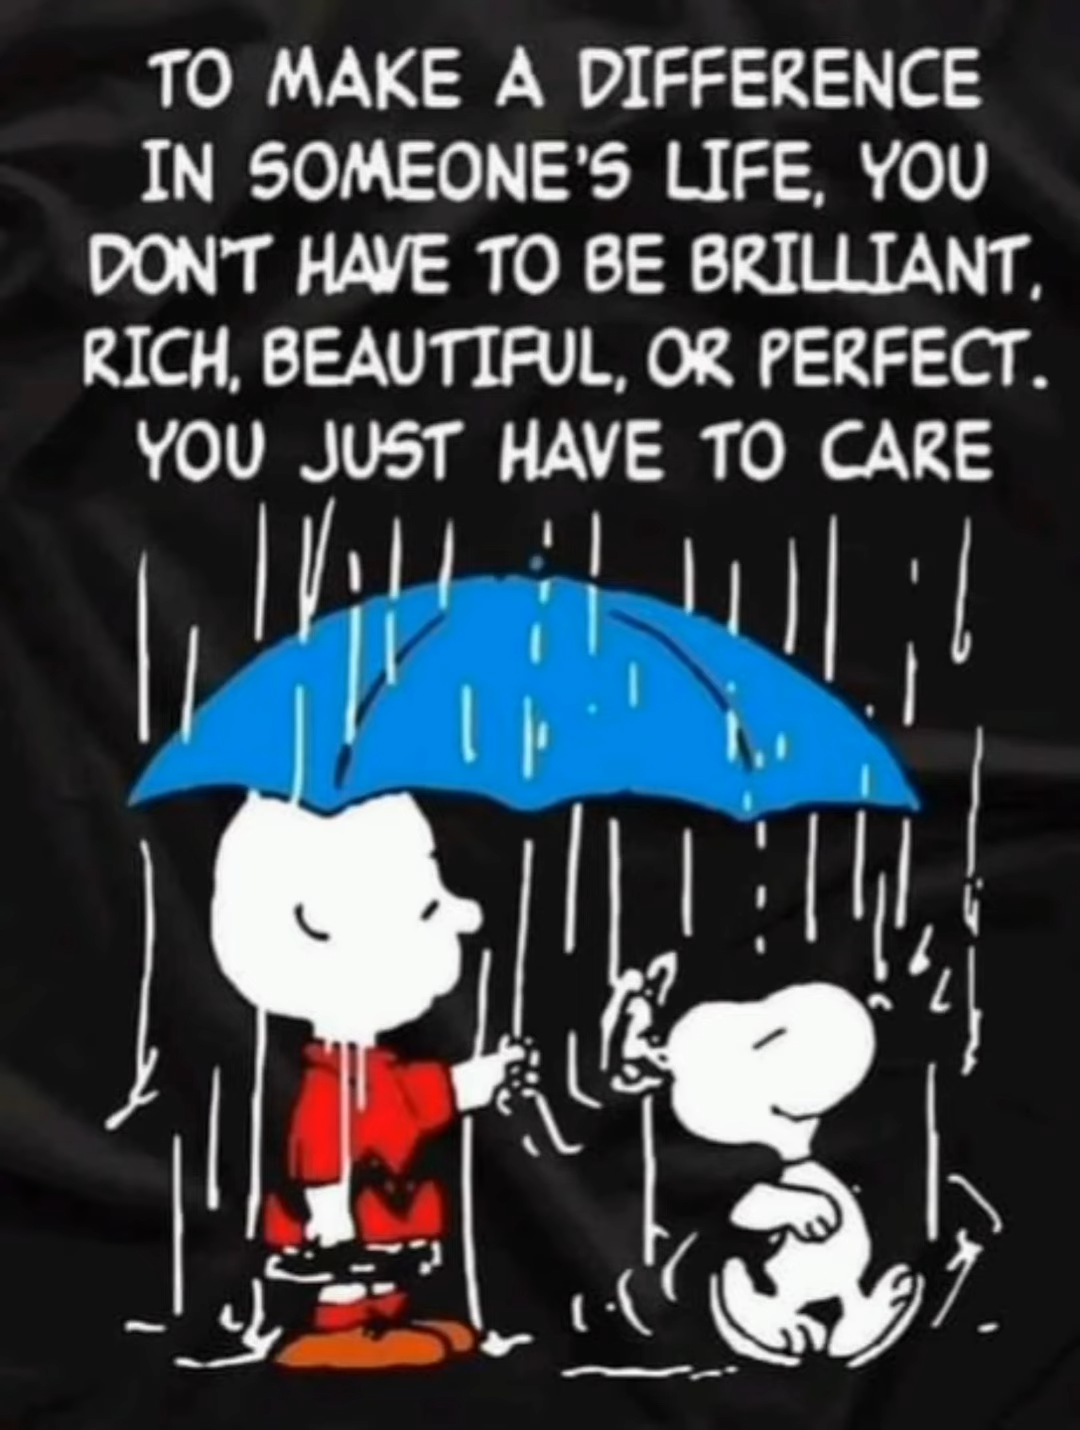 TO MAKE A DIFFERENCE
IN SOMEONE'S LIFE, YOU
DON'T HAVE TO BE BRILLIANT,
RICH, BEAUTIFUL, OR PERFECT.
YOU JUST HAVE TO CARE